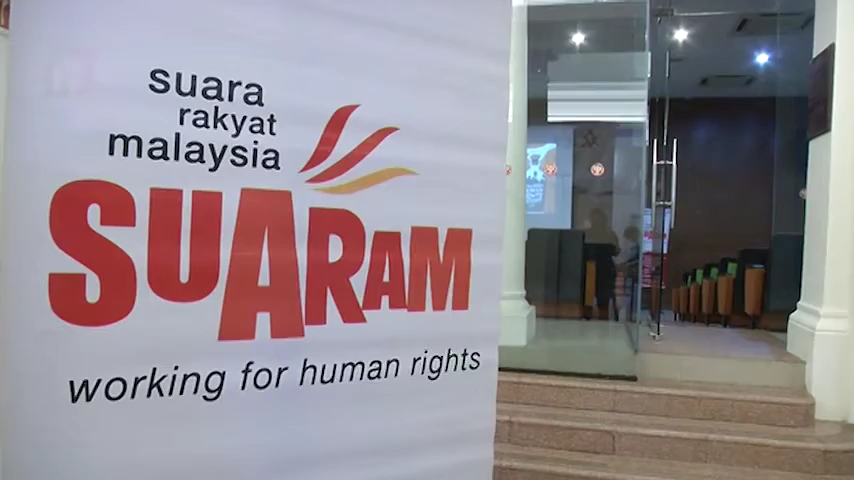 suara
rakyat
malaysia
SUARAM
working for human rights